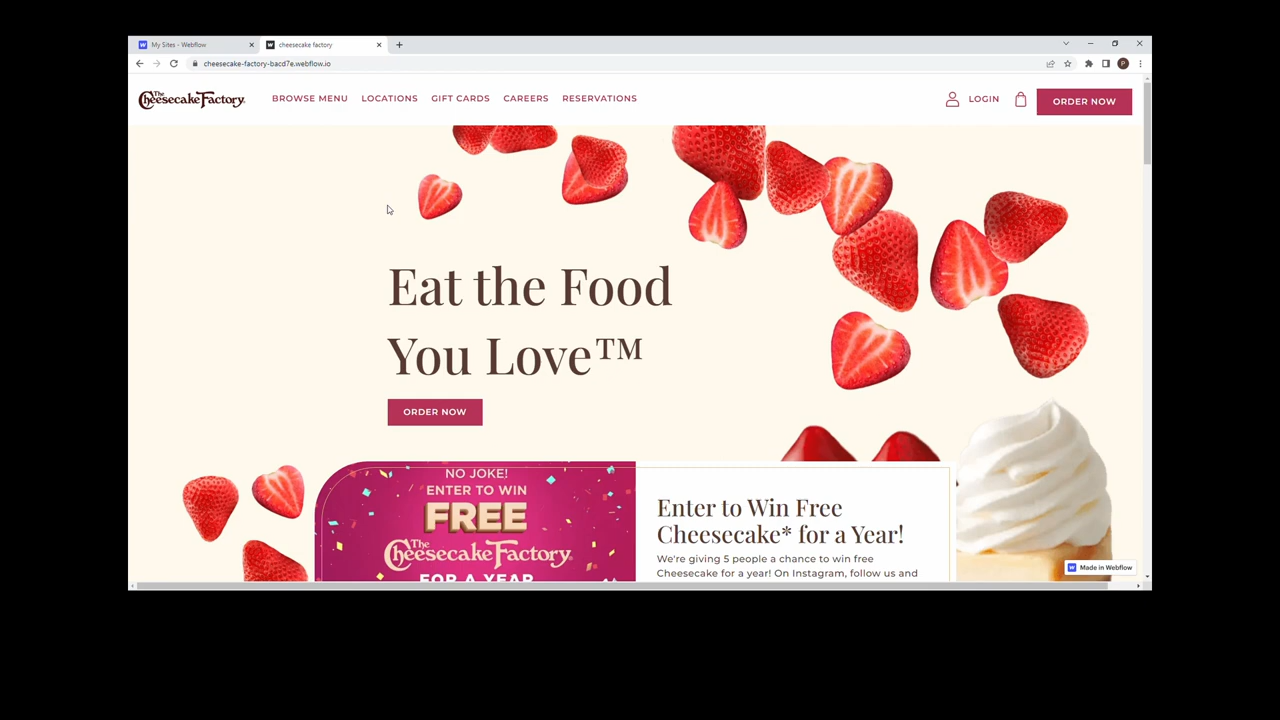 My Sites - Webflow
cheesecake factory
cheesecake-factory-bacd7e.webflow.io
P
The Cheesecake Factory
BROWSE MENU LOCATIONS GIFT CARDS CAREERS RESERVATIONS
LOGIN
ORDER NOW
Eat the Food
You Love™
ORDER NOW
NO JOKE!
ENTER TO WIN
FREE
The Cheesecake Factory
FOR A YEAR
Enter to Win Free
Cheesecake* for a Year!
We're giving 5 people a chance to win free
Cheesecake for a year! On Instagram, follow us and
Made in Webflow